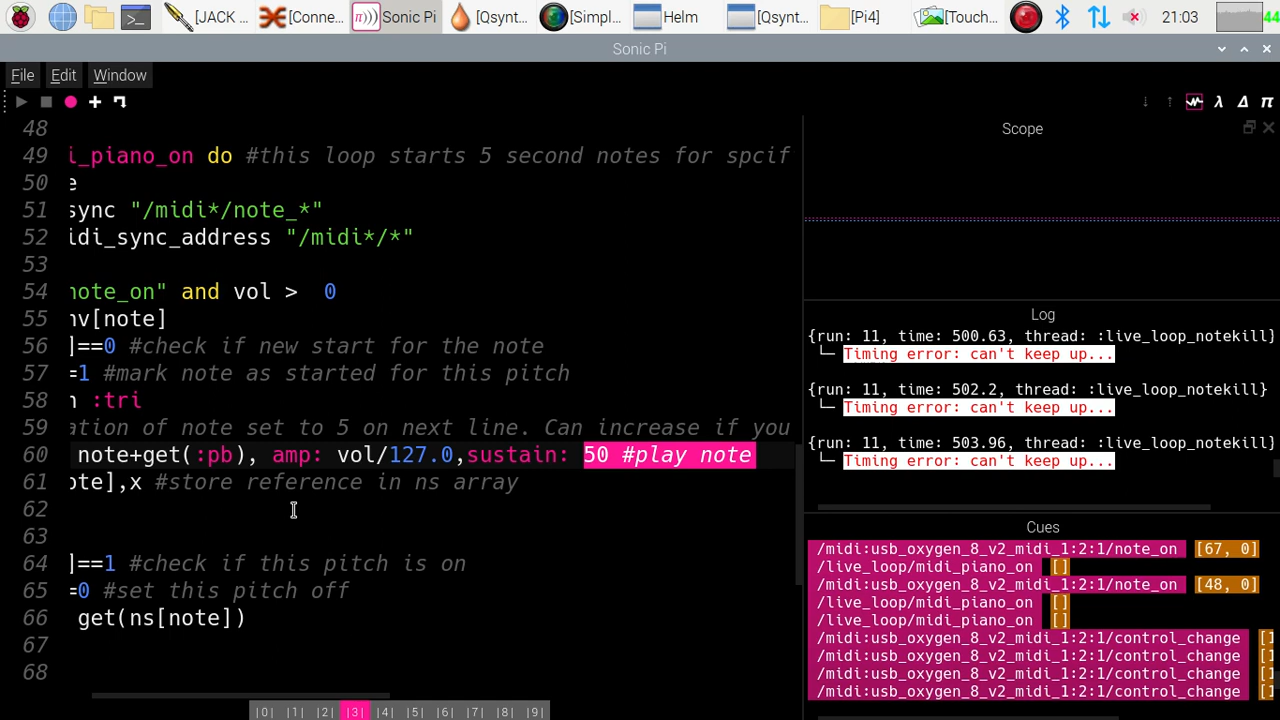 [JACK ...
[Conne...
Sonic Pi
[Qsynt...
[Simpl...
Helm
[Qsynt...
[Pi4]
[Touch...
21:03
44
Sonic Pi
File Edit Window
48
49 i_piano_on do #this loop starts 5 second notes for spcif
50 e
51 sync "/midi*/note_*"
52 idi_sync_address "/midi*/*"
53
54 note_on" and vol > 0
55 nv[note]
56 ]==0 #check if new start for the note
57 =1 #mark note as started for this pitch
58 n :tri
59 ation of note set to 5 on next line. Can increase if you
60 note+get(:pb), amp: vol/127.0,sustain: 50 #play note
61 ote],x #store reference in ns array
62
63
64 ]==1 #check if this pitch is on
65 =0 #set this pitch off
66 get(ns[note])
67
68
|0| |1| |2| |3| |4| |5| |6| |7| |8| |9|
Scope
Log
{run: 11, time: 500.63, thread: :live_loop_notekill}
└─ Timing error: can't keep up...
{run: 11, time: 502.2, thread: :live_loop_notekill}
└─ Timing error: can't keep up...
{run: 11, time: 503.96, thread: :live_loop_notekill}
└─ Timing error: can't keep up...
Cues
/midi:usb_oxygen_8_v2_midi_1:2:1/note_on [67, 0]
/live_loop/midi_piano_on []
/midi:usb_oxygen_8_v2_midi_1:2:1/note_on [48, 0]
/live_loop/midi_piano_on []
/live_loop/midi_piano_on []
/midi:usb_oxygen_8_v2_midi_1:2:1/control_change [1
/midi:usb_oxygen_8_v2_midi_1:2:1/control_change [1
/midi:usb_oxygen_8_v2_midi_1:2:1/control_change [1
/midi:usb_oxygen_8_v2_midi_1:2:1/control_change [1